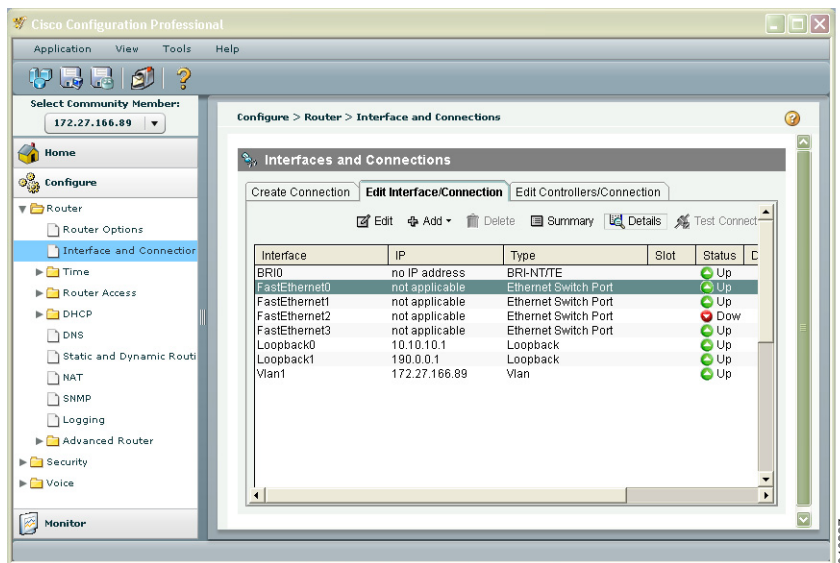 Cisco Configuration Profession
Application View Tools Help
Select Community Member:
172.27.166.89
Home
Configure
Router
Router Options
Interface and Connection
Time
Router Access
DHCP
DNS
Static and Dynamic Routi
NAT
SNMP
Logging
Advanced Router
Security
Voice
Monitor
Configure > Router > Interface and Connections
Interfaces and Connections
Create Connection Edit Interface/Connection Edit Controllers/Connection
Edit Add Delete Summary Details Test Connect
Interface IP Type Slot Status D
BRI0 no IP address BRI-NT/TE Up
FastEthernet0 not applicable Ethernet Switch Port Up
FastEthernet1 not applicable Ethernet Switch Port Up
FastEthernet2 not applicable Ethernet Switch Port Dow
FastEthernet3 not applicable Ethernet Switch Port Up
Loopback0 10.10.10.1 Loopback Up
Loopback1 190.0.0.1 Loopback Up
Vlan1 172.27.166.89 Vlan Up